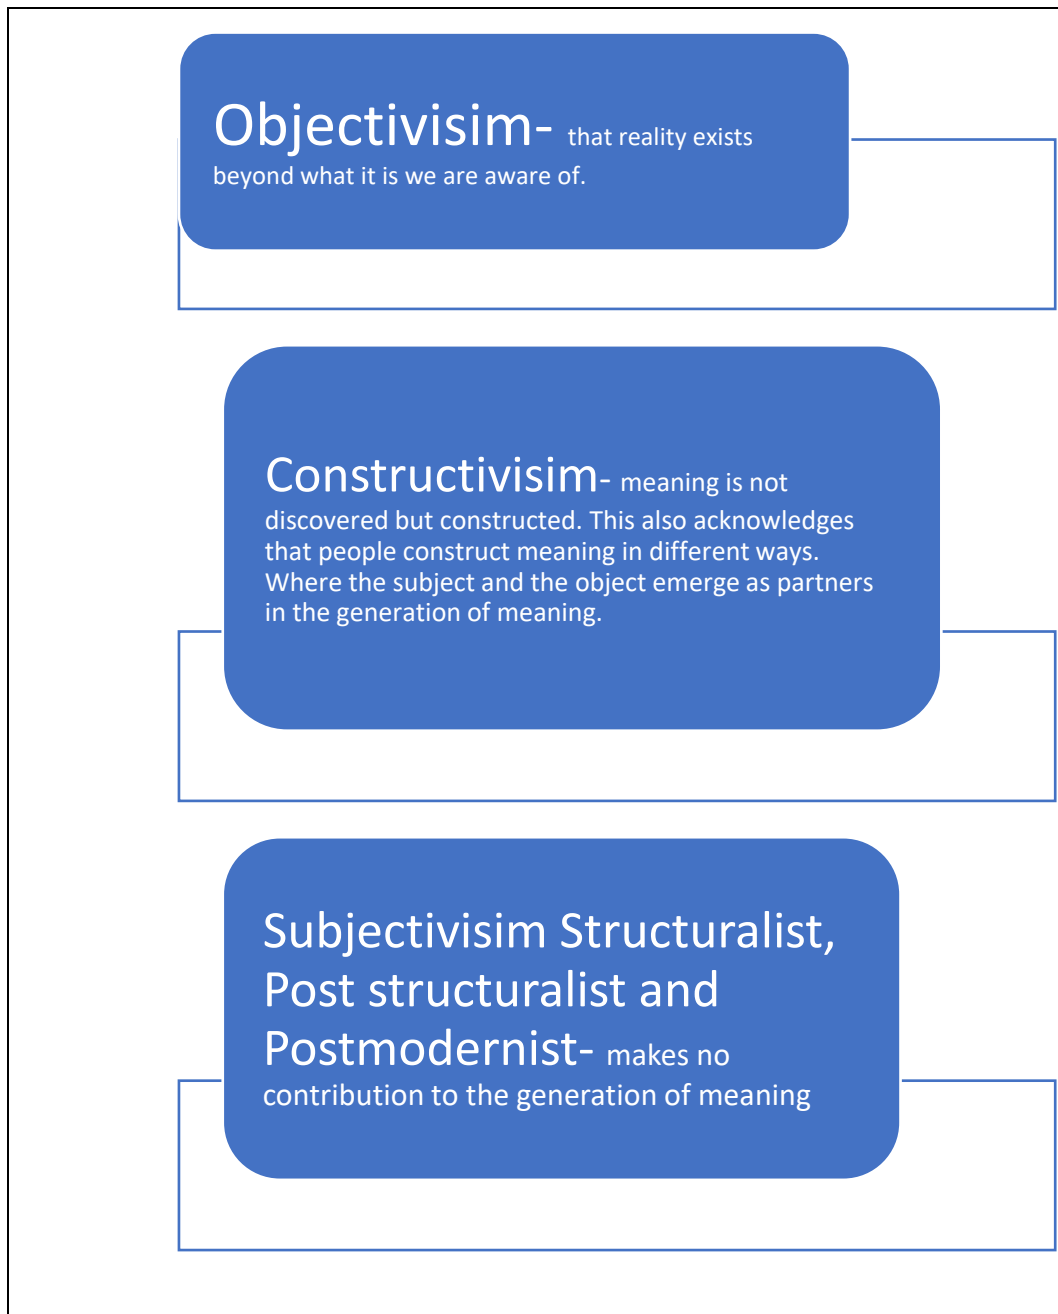 Objectivisim- that reality exists
beyond what it is we are aware of.
Constructivisim- meaning is not
discovered but constructed. This also acknowledges
that people construct meaning in different ways.
Where the subject and the object emerge as partners
in the generation of meaning.
Subjectivisim Structuralist,
Post structuralist and
Postmodernist- makes no
contribution to the generation of meaning